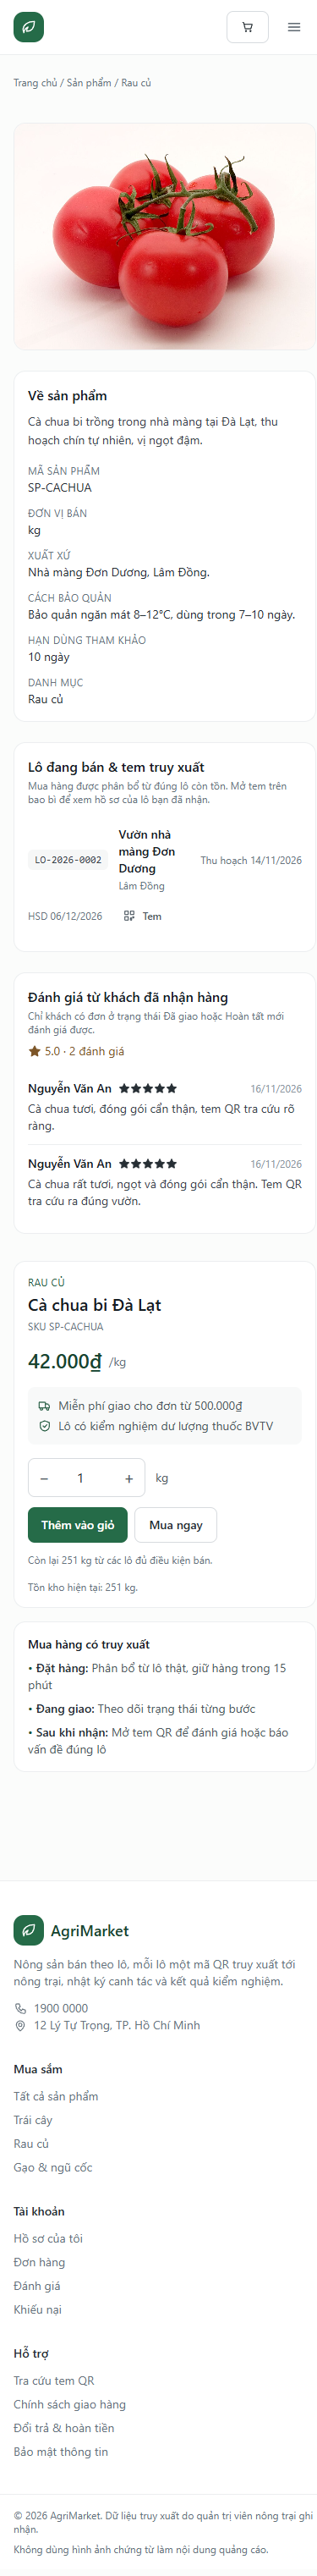 Trang chủ / Sản phẩm / Rau củ
Về sản phẩm
Cà chua bi trồng trong nhà màng tại Đà Lạt, thu
hoạch chín tự nhiên, vị ngọt đậm.
MÃ SẢN PHẨM
SP-CACHUA
ĐƠN VỊ BÁN
kg
XUẤT XỨ
Nhà màng Đơn Dương, Lâm Đồng.
CÁCH BẢO QUẢN
Bảo quản ngăn mát 8–12°C, dùng trong 7–10 ngày.
HẠN DÙNG THAM KHẢO
10 ngày
DANH MỤC
Rau củ
Lô đang bán & tem truy xuất
Mua hàng được phân bổ từ đúng lô còn tồn. Mở tem trên
bao bì để xem hồ sơ của lô bạn đã nhận.
LO-2026-0002
Vườn nhà
màng Đơn
Dương
Lâm Đồng
Thu hoạch 14/11/2026
HSD 06/12/2026
Tem
Đánh giá từ khách đã nhận hàng
Chỉ khách có đơn ở trạng thái Đã giao hoặc Hoàn tất mới
đánh giá được.
★ 5.0 · 2 đánh giá
Nguyễn Văn An ★★★★★ 16/11/2026
Cà chua tươi, đóng gói cẩn thận, tem QR tra cứu rõ
ràng.
Nguyễn Văn An ★★★★★ 16/11/2026
Cà chua rất tươi, ngọt và đóng gói cẩn thận. Tem QR
tra cứu ra đúng vườn.
RAU CỦ
Cà chua bi Đà Lạt
SKU SP-CACHUA
42.000₫ /kg
Miễn phí giao cho đơn từ 500.000₫
Lô có kiểm nghiệm dư lượng thuốc BVTV
− 1 + kg
Thêm vào giỏ
Mua ngay
Còn lại 251 kg từ các lô đủ điều kiện bán.
Tồn kho hiện tại: 251 kg.
Mua hàng có truy xuất
• Đặt hàng: Phân bổ từ lô thật, giữ hàng trong 15
phút
• Đang giao: Theo dõi trạng thái từng bước
• Sau khi nhận: Mở tem QR để đánh giá hoặc báo
vấn đề đúng lô
AgriMarket
Nông sản bán theo lô, mỗi lô một mã QR truy xuất tới
nông trại, nhật ký canh tác và kết quả kiểm nghiệm.
1900 0000
12 Lý Tự Trọng, TP. Hồ Chí Minh
Mua sắm
Tất cả sản phẩm
Trái cây
Rau củ
Gạo & ngũ cốc
Tài khoản
Hồ sơ của tôi
Đơn hàng
Đánh giá
Khiếu nại
Hỗ trợ
Tra cứu tem QR
Chính sách giao hàng
Đổi trả & hoàn tiền
Bảo mật thông tin
© 2026 AgriMarket. Dữ liệu truy xuất do quản trị viên nông trại ghi
nhận.
Không dùng hình ảnh chứng từ làm nội dung quảng cáo.